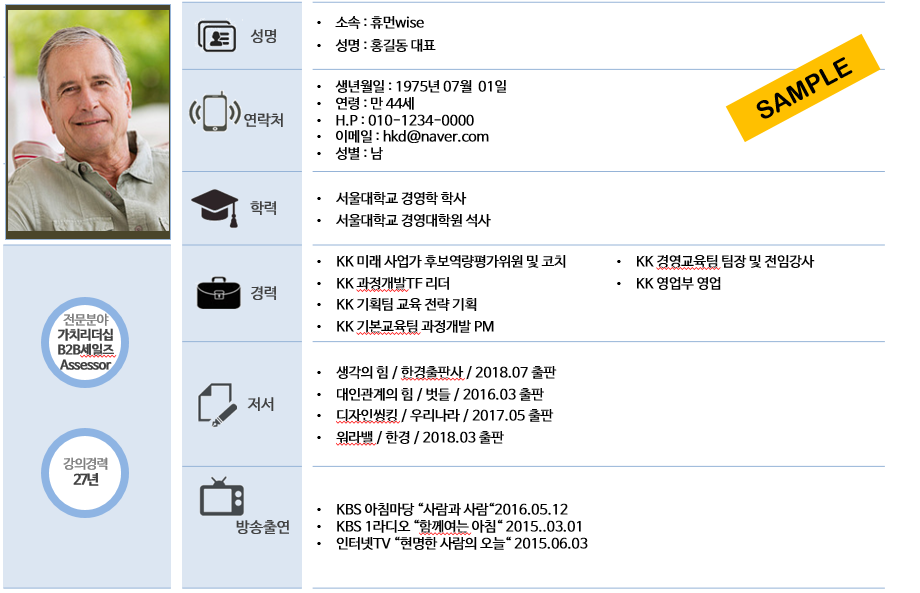 성명
• 소속 : 휴먼wise
• 성명 : 홍길동 대표
SAMPLE
연락처
• 생년월일 : 1975년 07월 01일
• 연령 : 만 44세
• H.P : 010-1234-0000
• 이메일 : hkd@naver.com
• 성별 : 남
학력
• 서울대학교 경영학 학사
• 서울대학교 경영대학원 석사
경력
• KK 미래 사업가 후보역량평가위원 및 코치
• KK 과정개발TF 리더
• KK 기획팀 교육 전략 기획
• KK 기본교육팀 과정개발 PM
• KK 경영교육팀 팀장 및 전임강사
• KK 영업부 영업
전문분야
가치리더십
B2B세일즈
Assessor
강의경력
27년
저서
• 생각의 힘 / 한경출판사 / 2018.07 출판
• 대인관계의 힘 / 벗들 / 2016.03 출판
• 디자인씽킹 / 우리나라 / 2017.05 출판
• 워라밸 / 한경 / 2018.03 출판
방송출연
• KBS 아침마당 “사람과 사람“2016.05.12
• KBS 1라디오 “함께여는 아침“ 2015..03.01
• 인터넷TV “현명한 사람의 오늘“ 2015.06.03